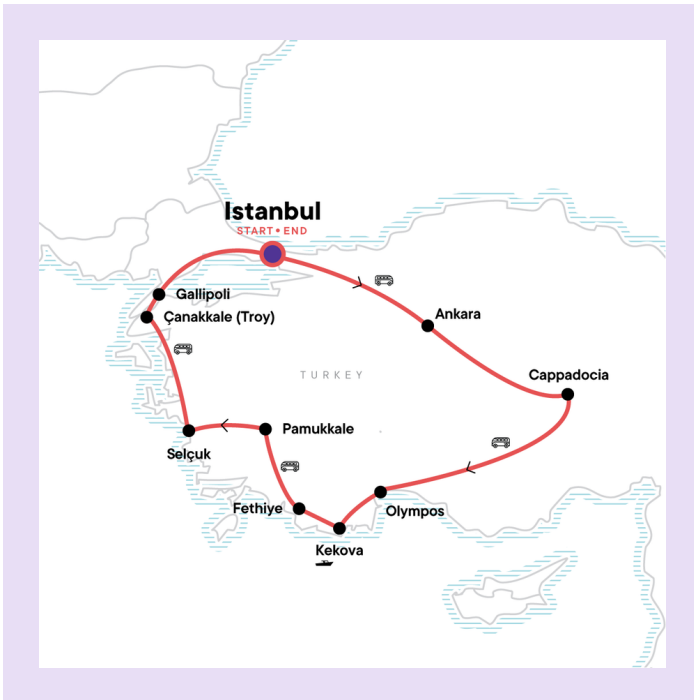 Istanbul
START • END
Gallipoli
Çanakkale (Troy)
Ankara
TURKEY
Cappadocia
Pamukkale
Selçuk
Fethiye
Olympos
Kekova